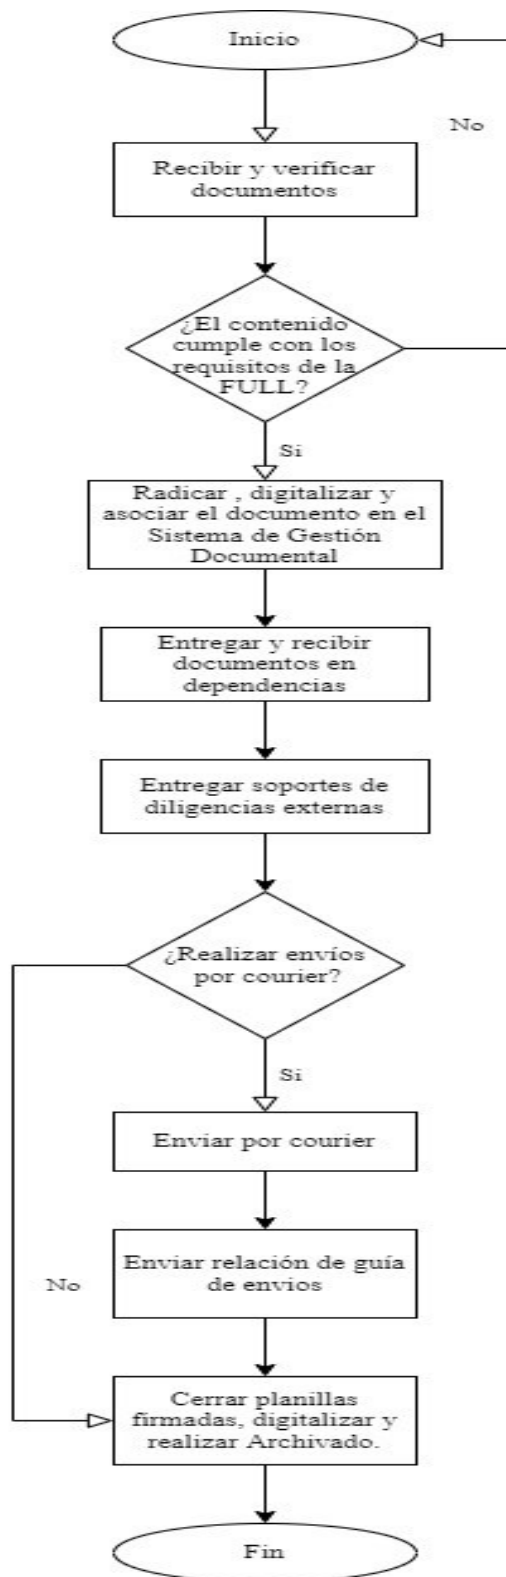 Inicio
No
Recibir y verificar
documentos
¿El contenido
cumple con los
requisitos de la
FULL?
Si
Radicar , digitalizar y
asociar el documento en el
Sistema de Gestión
Documental
Entregar y recibir
documentos en
dependencias
Entregar soportes de
diligencias externas
¿Realizar envíos
por courier?
Si
Enviar por courier
Enviar relación de guía
de envios
No
Cerrar planillas
firmadas, digitalizar y
realizar Archivado.
Fin